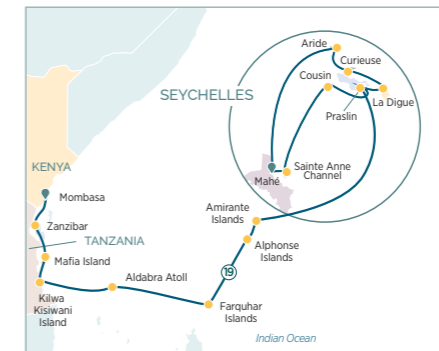 Aride
Curieuse
Cousin
SEYCHELLES
La Digue
Praslin
KENYA
Sainte Anne
Channel
Mahé
Mombasa
Amirante
Islands
Zanzibar
TANZANIA
Alphonse
Islands
Mafia Island
19
Aldabra Atoll
Kilwa
Kisiwani
Island
Farquhar
Islands
Indian Ocean